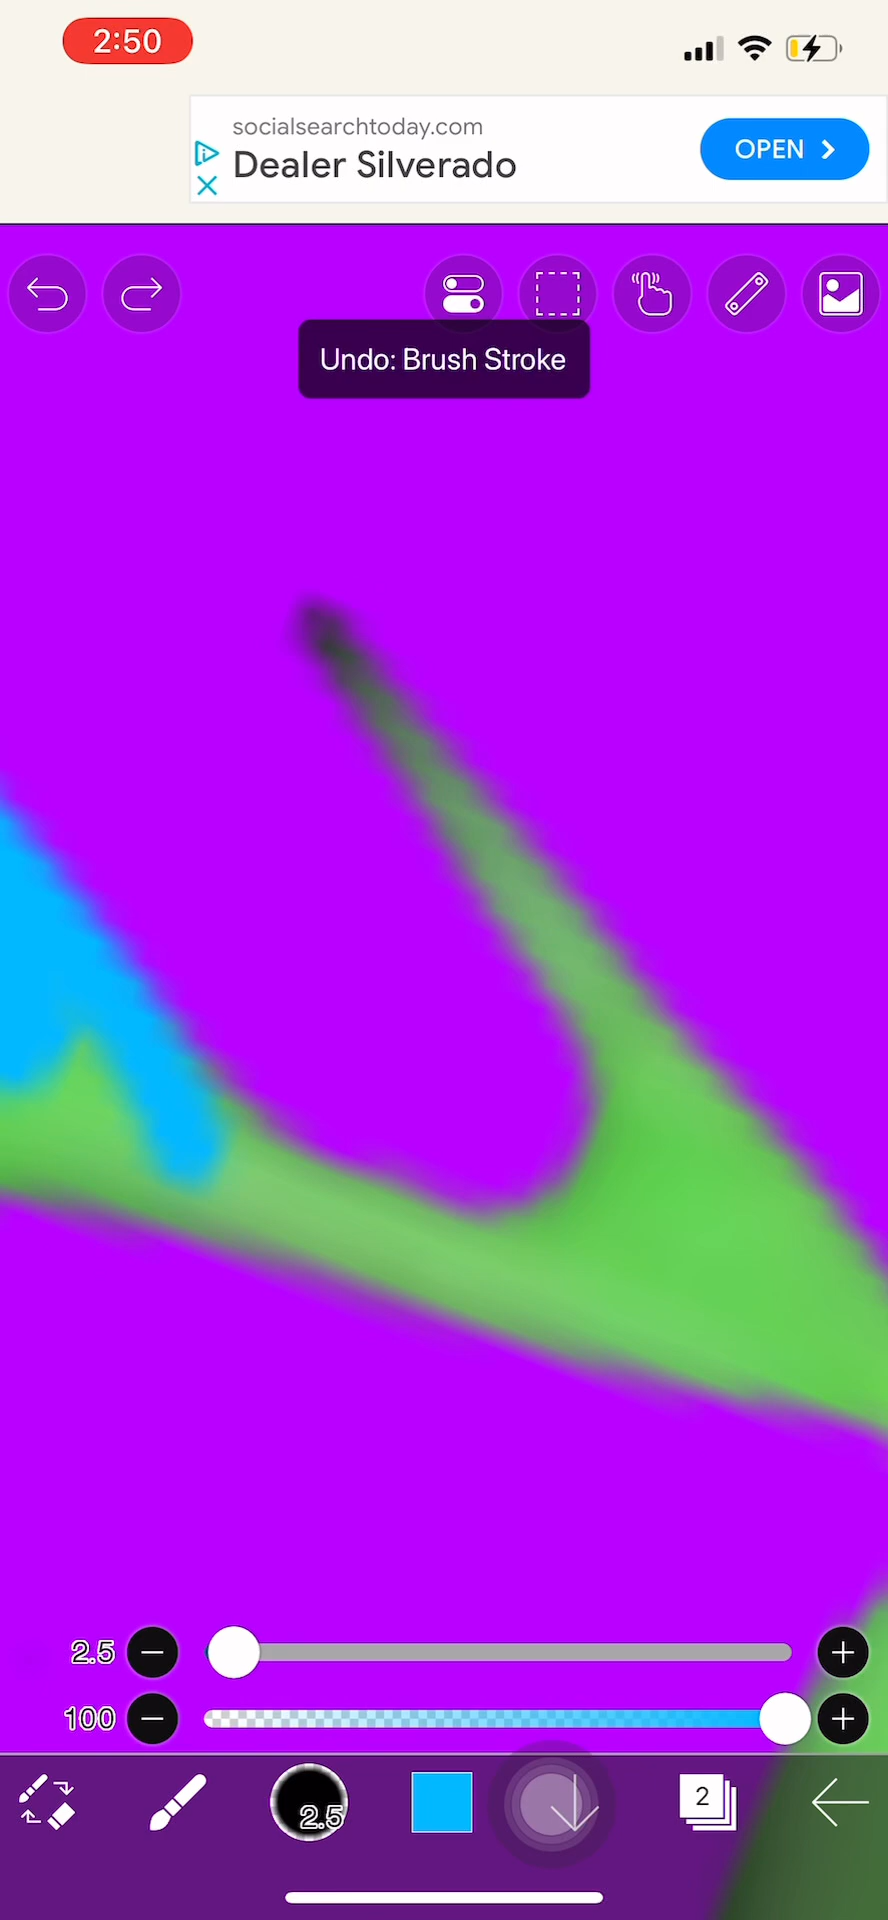 2:50
socialsearchtoday.com
Dealer Silverado
OPEN
Undo: Brush Stroke
2.5
100
2.5
2